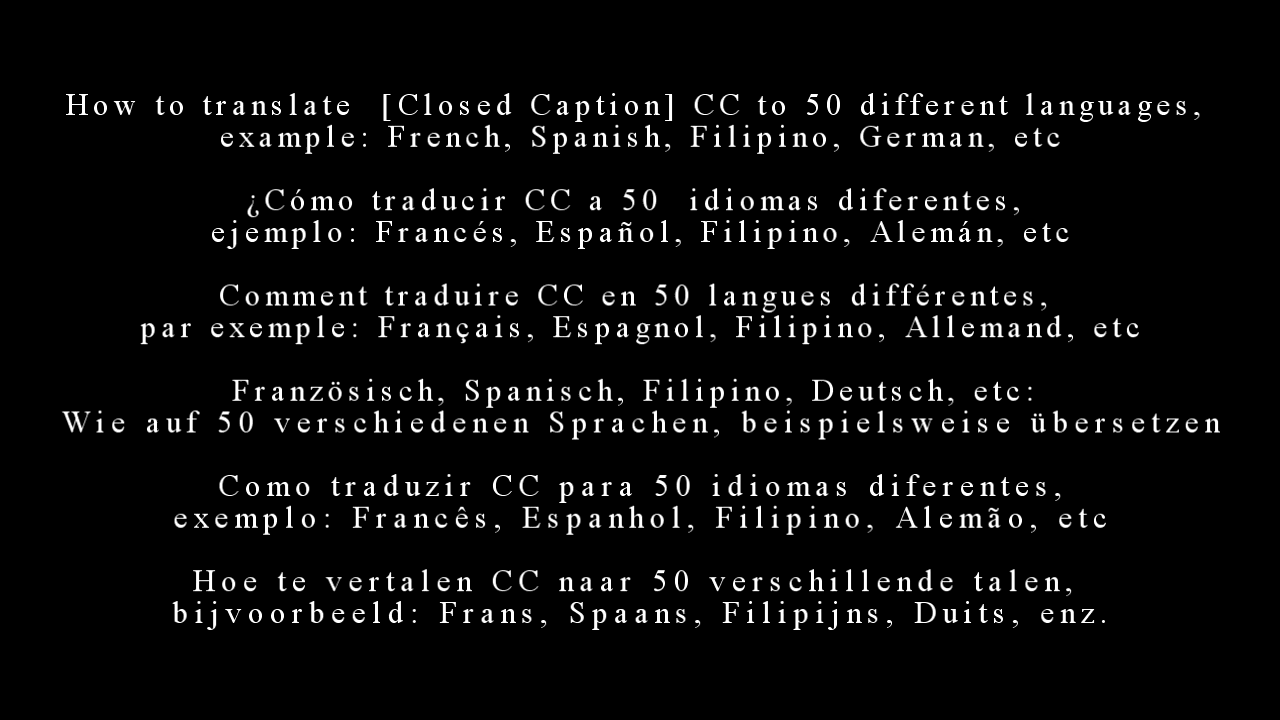 How to translate [Closed Caption] CC to 50 different languages,
example: French, Spanish, Filipino, German, etc
¿Cómo traducir CC a 50 idiomas diferentes,
ejemplo: Francés, Español, Filipino, Alemán, etc
Comment traduire CC en 50 langues différentes,
par exemple: Français, Espagnol, Filipino, Allemand, etc
Französisch, Spanisch, Filipino, Deutsch, etc:
Wie auf 50 verschiedenen Sprachen, beispielsweise übersetzen
Como traduzir CC para 50 idiomas diferentes,
exemplo: Francês, Espanhol, Filipino, Alemão, etc
Hoe te vertalen CC naar 50 verschillende talen,
bijvoorbeeld: Frans, Spaans, Filipijns, Duits, enz.